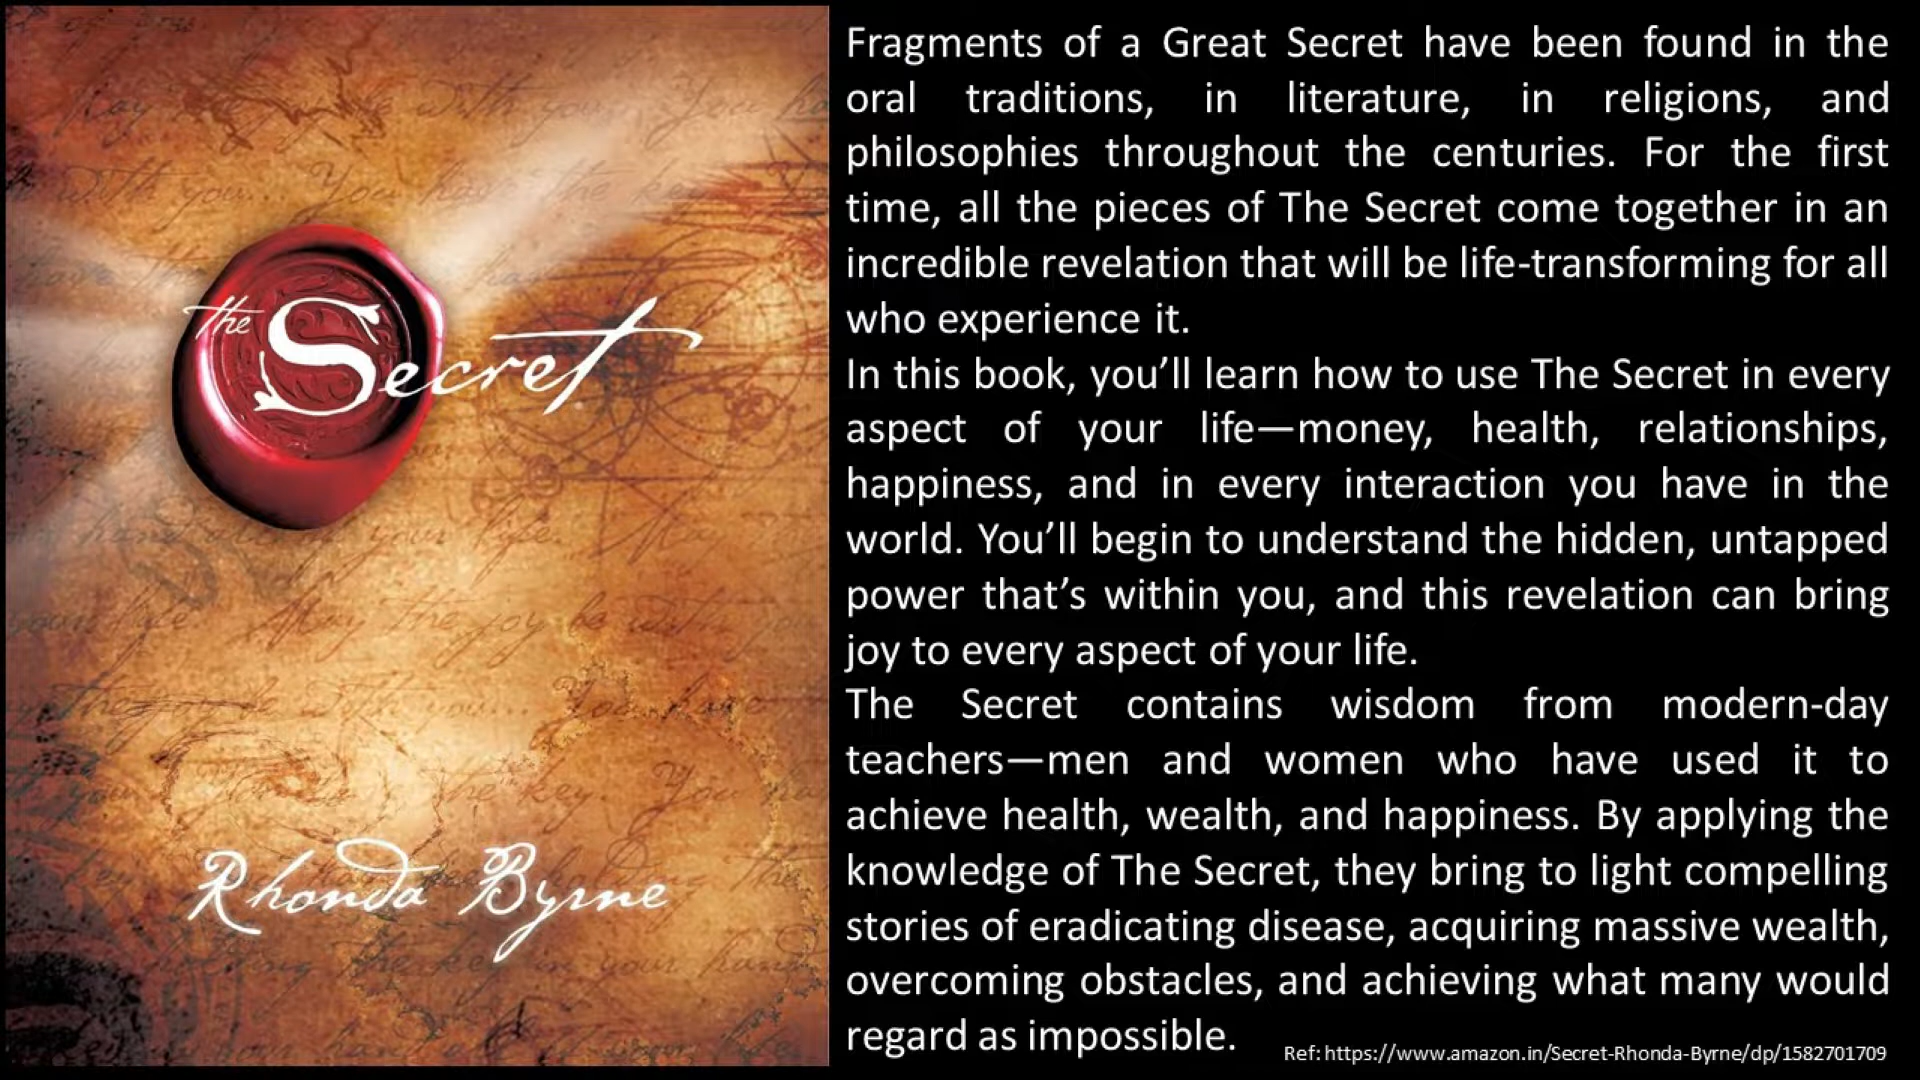 the Secret
Rhonda Byrne
Fragments of a Great Secret have been found in the
oral traditions, in literature, in religions, and
philosophies throughout the centuries. For the first
time, all the pieces of The Secret come together in an
incredible revelation that will be life-transforming for all
who experience it.
In this book, you’ll learn how to use The Secret in every
aspect of your life—money, health, relationships,
happiness, and in every interaction you have in the
world. You’ll begin to understand the hidden, untapped
power that’s within you, and this revelation can bring
joy to every aspect of your life.
The Secret contains wisdom from modern-day
teachers—men and women who have used it to
achieve health, wealth, and happiness. By applying the
knowledge of The Secret, they bring to light compelling
stories of eradicating disease, acquiring massive wealth,
overcoming obstacles, and achieving what many would
regard as impossible.
Ref: https://www.amazon.in/Secret-Rhonda-Byrne/dp/1582701709